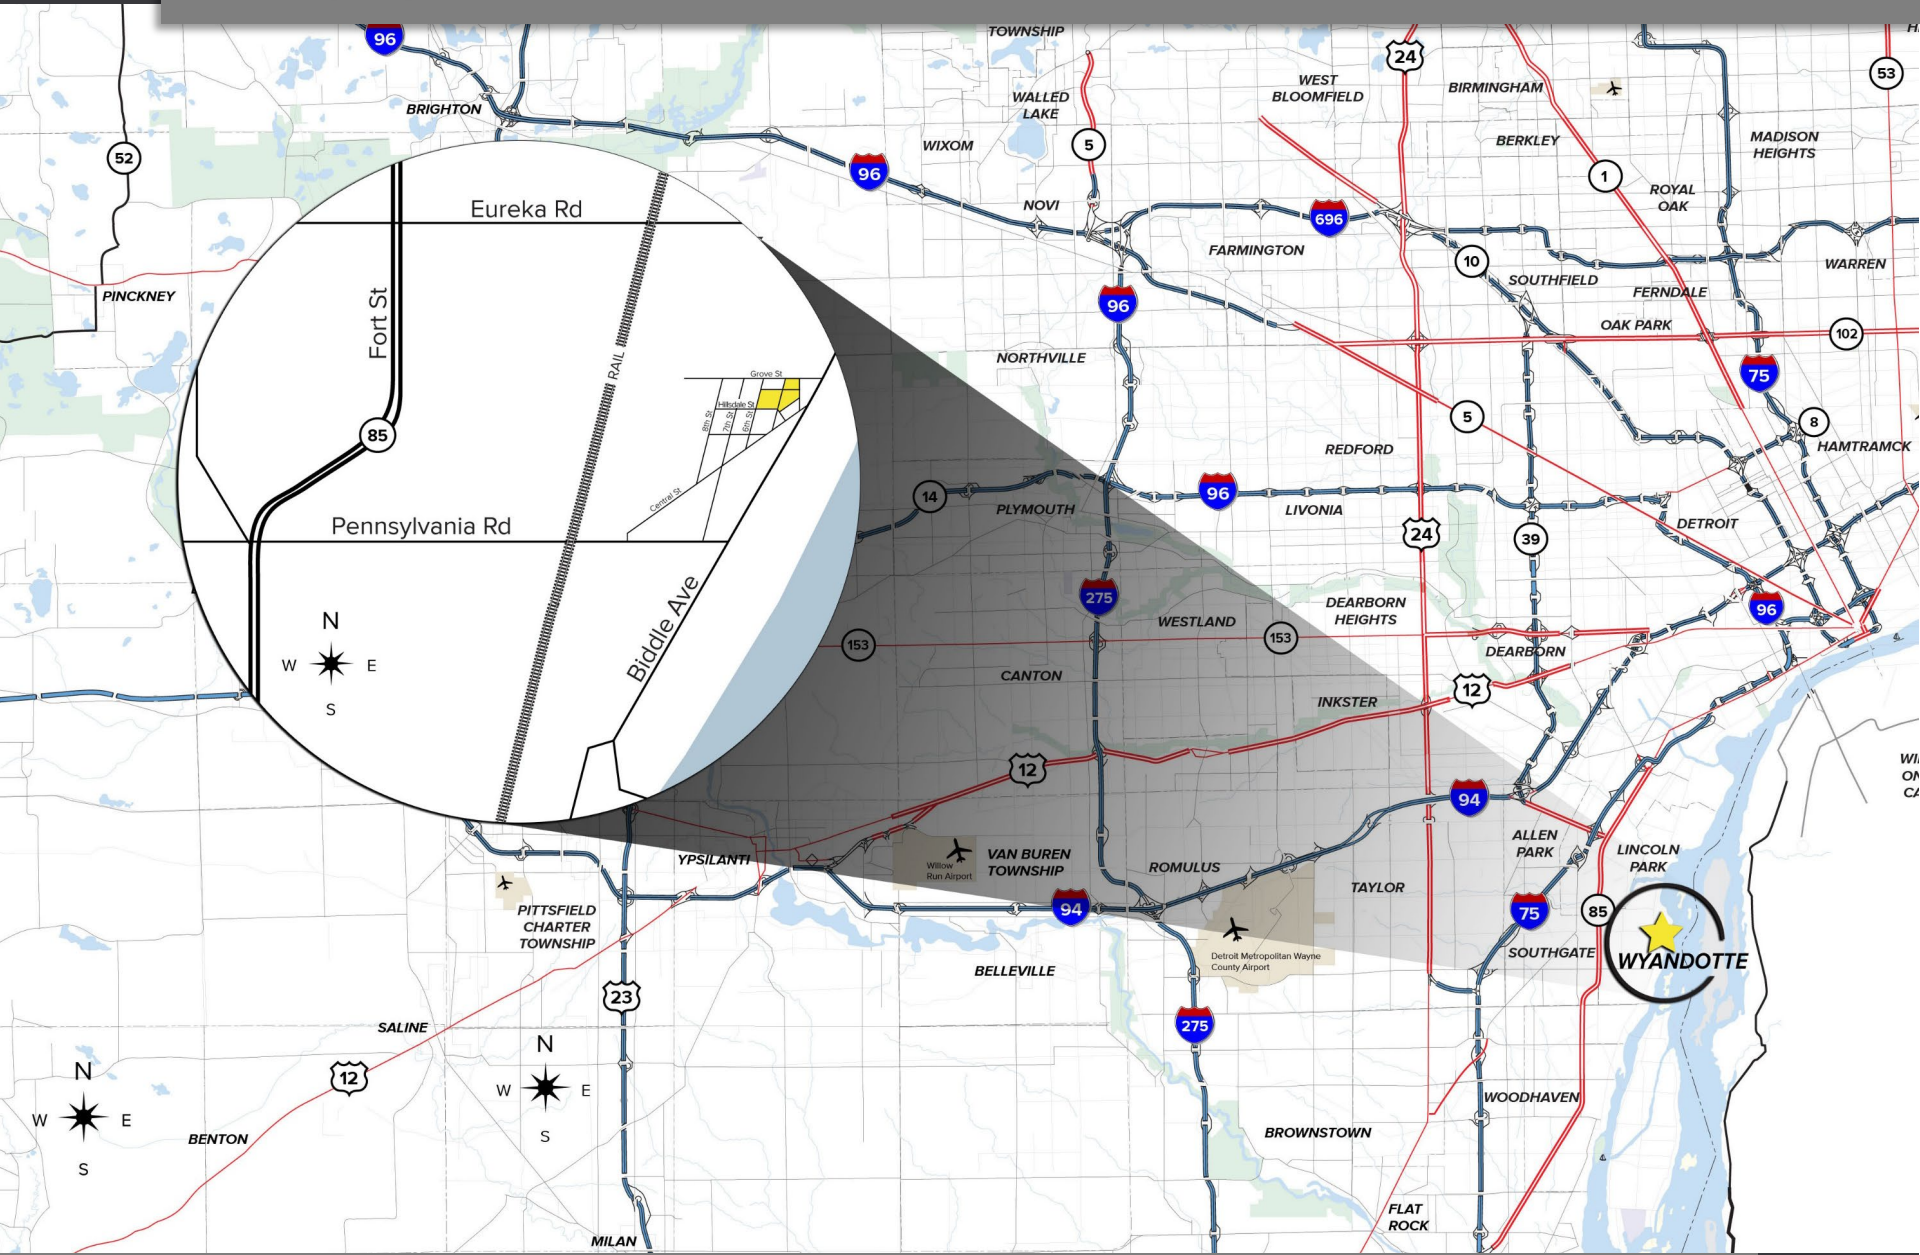 TOWNSHIP
96
24
53
WEST
BLOOMFIELD
BIRMINGHAM
WALLED
LAKE
BRIGHTON
BERKLEY
MADISON
HEIGHTS
WIXOM
5
52
96
1
ROYAL
OAK
NOVI
696
Eureka Rd
FARMINGTON
10
WARREN
SOUTHFIELD
FERNDALE
PINCKNEY
96
Fort St
OAK PARK
102
NORTHVILLE
RAIL
75
Grove St
Hillsdale St
8th St
7th St
6th St
5
8
85
HAMTRAMCK
REDFORD
14
96
Central St
PLYMOUTH
LIVONIA
Pennsylvania Rd
DETROIT
24
39
275
DEARBORN
HEIGHTS
96
N
WESTLAND
Biddle Ave
153
153
DEARBORN
W
E
CANTON
12
S
INKSTER
12
94
ALLEN
PARK
LINCOLN
PARK
YPSILANTI
Willow
Run Airport
VAN BUREN
TOWNSHIP
ROMULUS
TAYLOR
94
75
85
PITTSFIELD
CHARTER
TOWNSHIP
SOUTHGATE
Detroit Metropolitan Wayne
County Airport
WYANDOTTE
BELLEVILLE
23
SALINE
275
N
W
E
S
N
W
E
S
12
WOODHAVEN
BENTON
BROWNSTOWN
FLAT
ROCK
MILAN